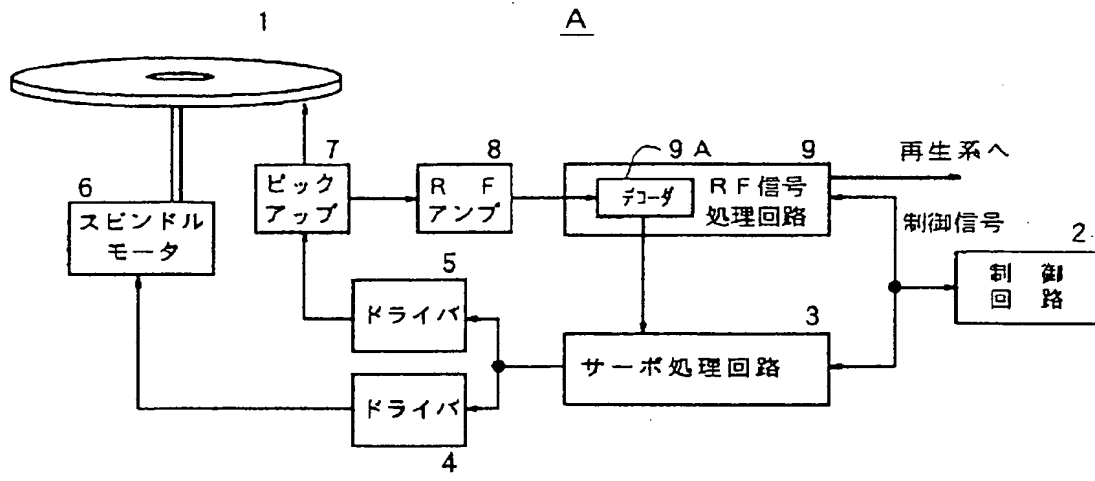 1
A
7
8
9A
9
再生系へ
6
ピック
アップ
RF
アンプ
デコーダ
RF信号
処理回路
スピンドル
モータ
制御信号
2
5
制御
回路
ドライバ
3
サーボ処理回路
ドライバ
4